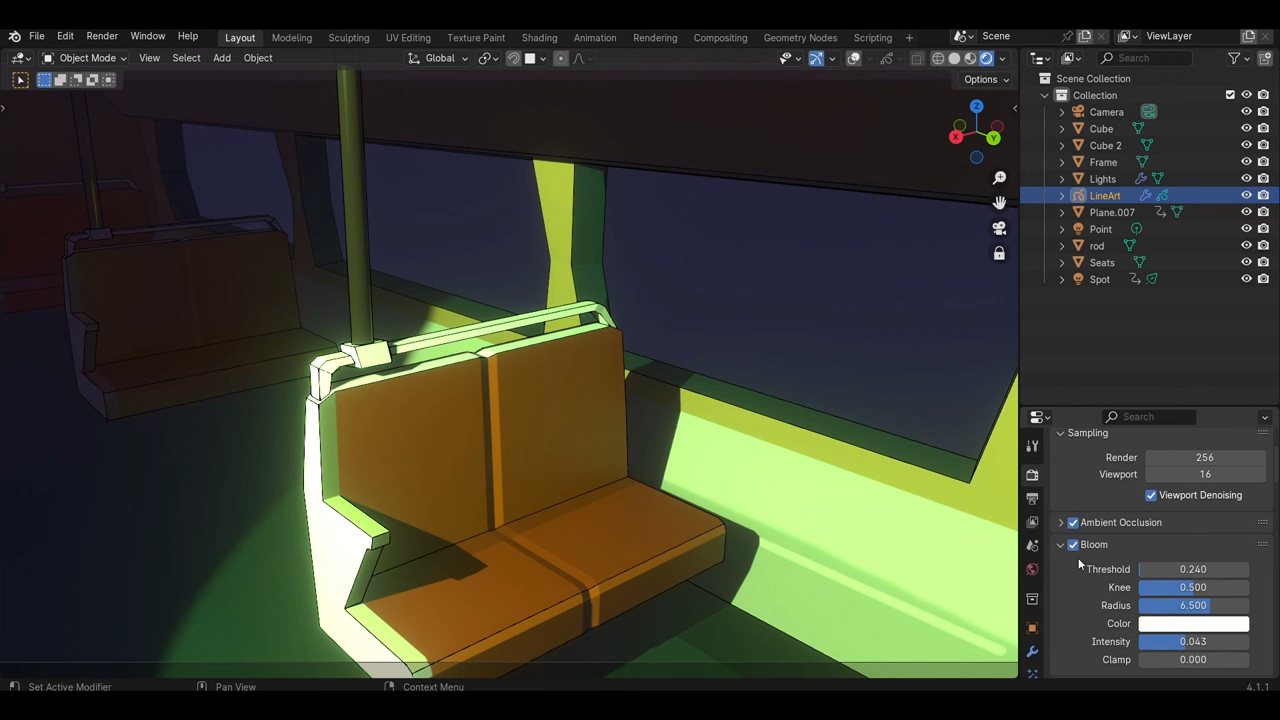 File Edit Render Window Help Layout Modeling Sculpting UV Editing Texture Paint Shading Animation Rendering Compositing Geometry Nodes Scripting Scene ViewLayer
Object Mode View Select Add Object Global Search
Options
Scene Collection
Collection
Camera
Cube
Cube 2
Frame
Lights
LineArt
Plane.007
Point
rod
Seats
Spot
X Y Z
Search
Sampling
Render 256
Viewport 16
Viewport Denoising
Ambient Occlusion
Bloom
Threshold 0.240
Knee 0.500
Radius 6.500
Color
Intensity 0.043
Clamp 0.000
Set Active Modifier Pan View Context Menu 4.1.1